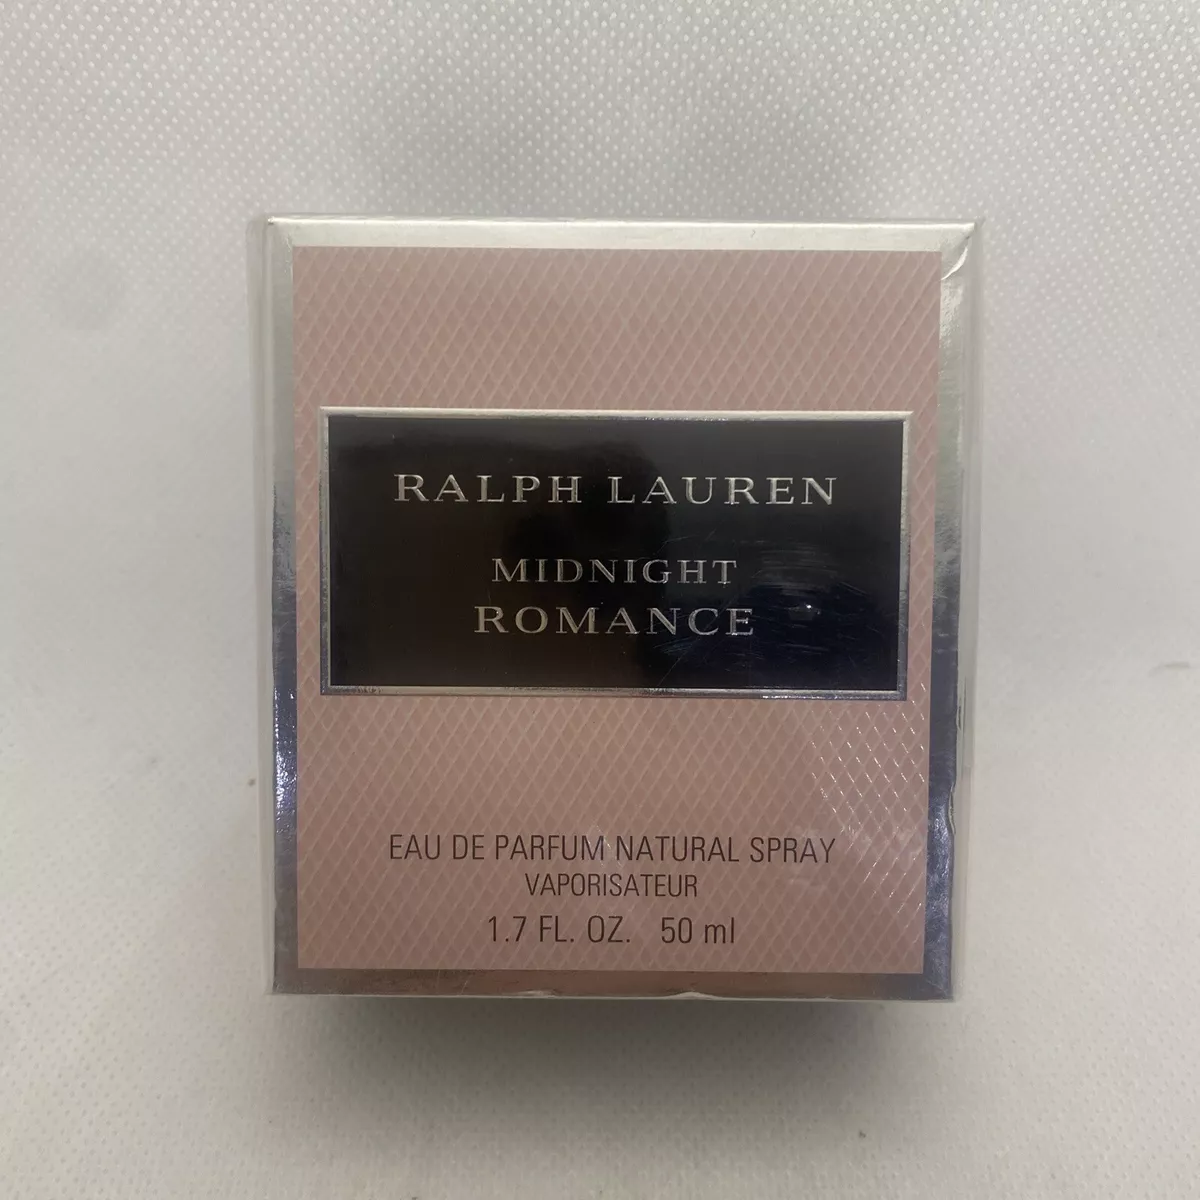 RALPH LAUREN
MIDNIGHT
ROMANCE
EAU DE PARFUM NATURAL SPRAY
VAPORISATEUR
1.7 FL. OZ. 50 ml